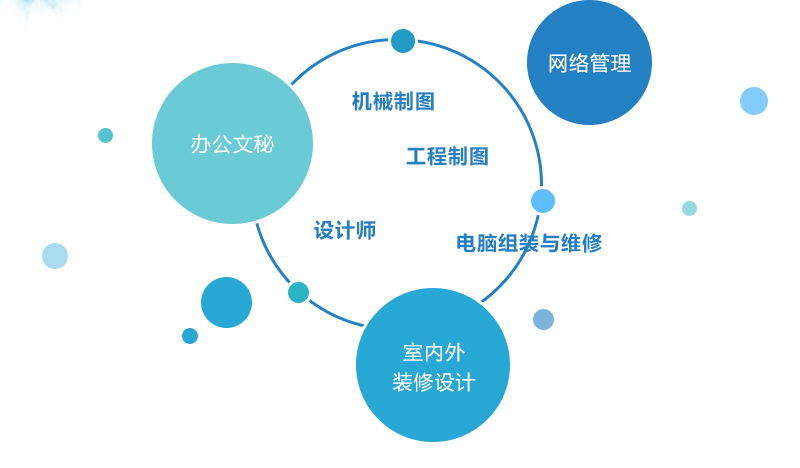 网络管理
机械制图
办公文秘
工程制图
设计师
电脑组装与维修
室内外
装修设计